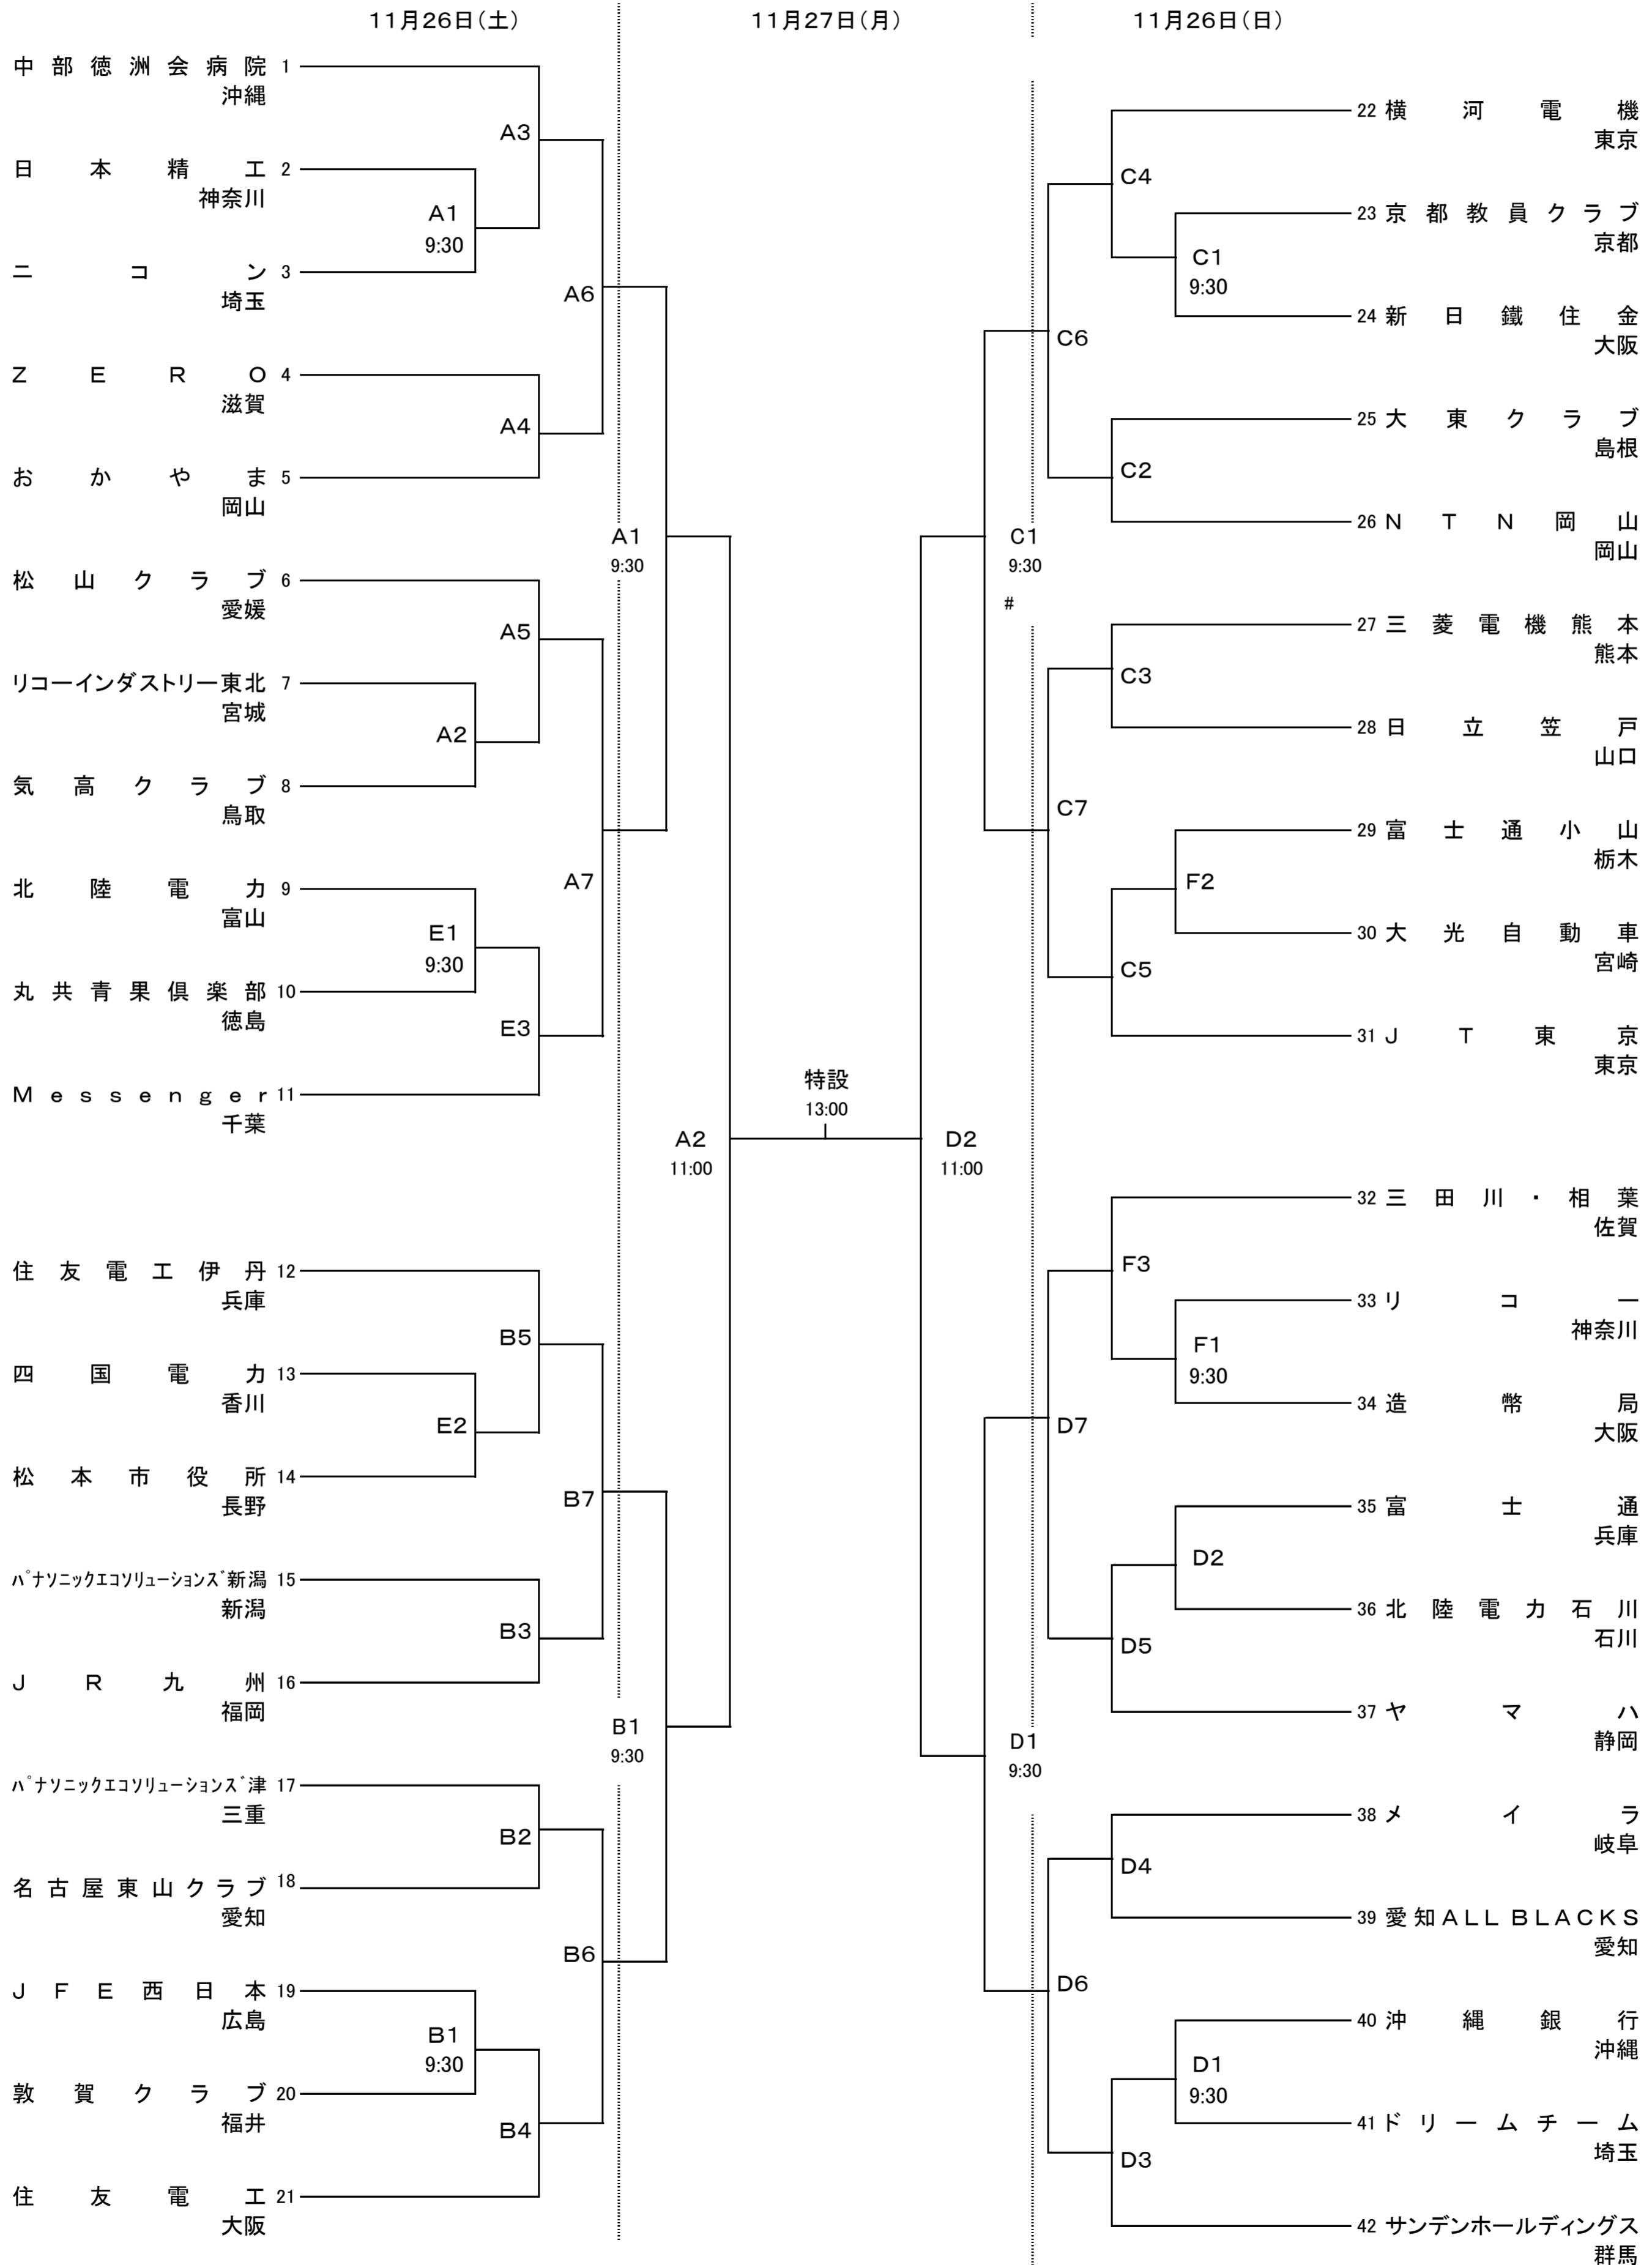 11月26日(土)
11月27日(月)
11月26日(日)
中部徳洲会病院 1
沖縄
日本精工 2
神奈川
ニコン 3
埼玉
ZERO 4
滋賀
おかやま 5
岡山
松山クラブ 6
愛媛
リコーインダストリー東北 7
宮城
気高クラブ 8
鳥取
北陸電力 9
富山
丸共青果倶楽部 10
徳島
Messenger 11
千葉
住友電工伊丹 12
兵庫
四国電力 13
香川
松本市役所 14
長野
パナソニックエコソリューションズ新潟 15
新潟
JR九州 16
福岡
パナソニックエコソリューションズ津 17
三重
名古屋東山クラブ 18
愛知
JFE西日本 19
広島
敦賀クラブ 20
福井
住友電工 21
大阪
A3
A1
9:30
A6
A4
A5
A2
A7
E1
9:30
E3
B5
E2
B7
B3
B2
B6
B1
9:30
B4
A1
9:30
B1
9:30
A2
11:00
特設
13:00
D2
11:00
C1
9:30
#
D1
9:30
C4
C1
9:30
C6
C2
C3
C7
F2
C5
F3
F1
9:30
D7
D2
D5
D4
D6
D1
9:30
D3
22 横河電機
東京
23 京都教員クラブ
京都
24 新日鐵住金
大阪
25 大東クラブ
島根
26 NTN岡山
岡山
27 三菱電機熊本
熊本
28 日立笠戸
山口
29 富士通小山
栃木
30 大光自動車
宮崎
31 JT東京
東京
32 三田川・相葉
佐賀
33 リコー
神奈川
34 造幣局
大阪
35 富士通
兵庫
36 北陸電力石川
石川
37 ヤマハ
静岡
38 メイラ
岐阜
39 愛知ALL BLACKS
愛知
40 沖縄銀行
沖縄
41 ドリームチーム
埼玉
42 サンデンホールディングス
群馬